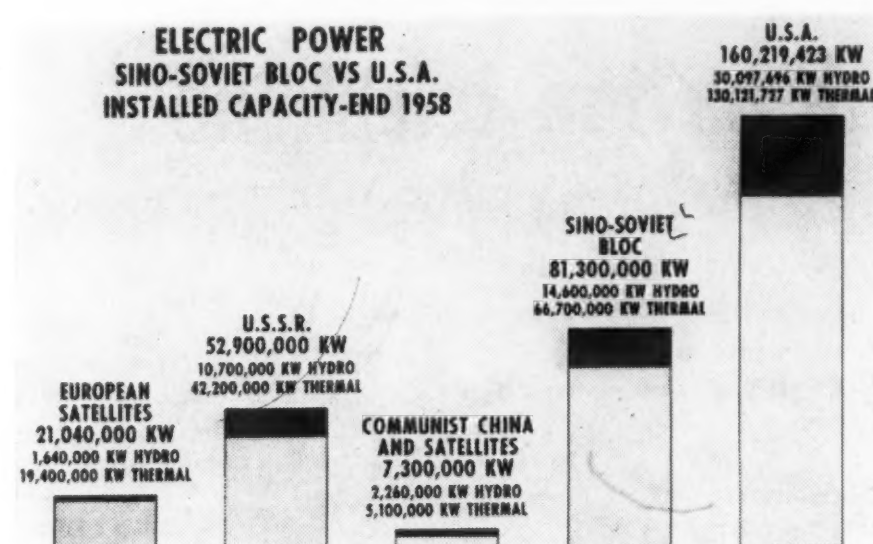 ELECTRIC POWER
SINO-SOVIET BLOC VS U.S.A.
INSTALLED CAPACITY-END 1958
U.S.A.
160,219,423 KW
30,097,696 KW HYDRO
130,121,727 KW THERMAL
SINO-SOVIET
BLOC
81,300,000 KW
14,600,000 KW HYDRO
66,700,000 KW THERMAL
U.S.S.R.
52,900,000 KW
10,700,000 KW HYDRO
42,200,000 KW THERMAL
EUROPEAN
SATELLITES
21,040,000 KW
1,640,000 KW HYDRO
19,400,000 KW THERMAL
COMMUNIST CHINA
AND SATELLITES
7,300,000 KW
2,260,000 KW HYDRO
5,100,000 KW THERMAL